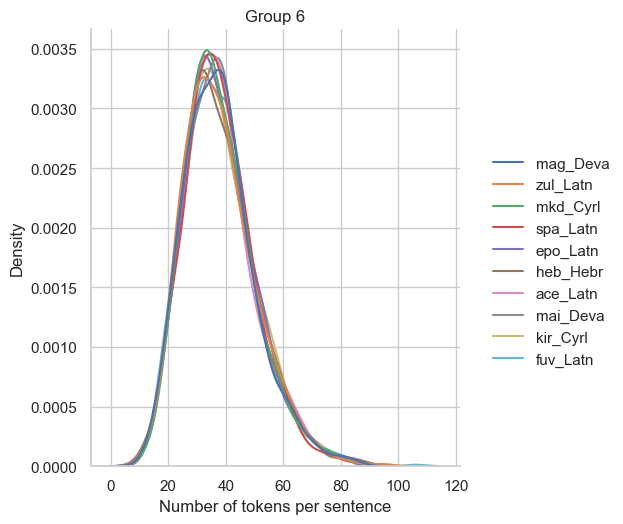 Group 6
0.0035
0.0030
0.0025
0.0020
0.0015
0.0010
0.0005
0.0000
Density
0 20 40 60 80 100 120
Number of tokens per sentence
mag_Deva
zul_Latn
mkd_Cyrl
spa_Latn
epo_Latn
heb_Hebr
ace_Latn
mai_Deva
kir_Cyrl
fuv_Latn